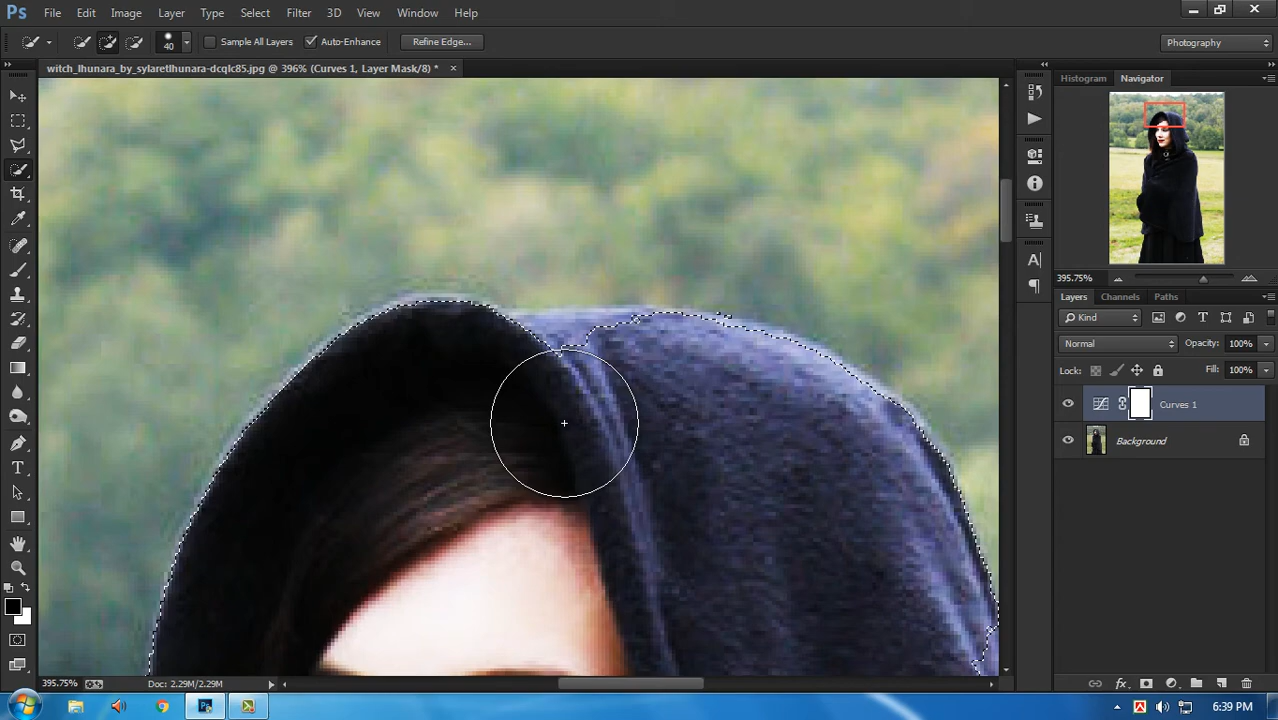 Ps File Edit Image Layer Type Select Filter 3D View Window Help
40 Sample All Layers Auto-Enhance Refine Edge... Photography
witch_lhunara_by_sylaretlhunara-dcqlc85.jpg @ 396% (Curves 1, Layer Mask/8) *
Histogram Navigator
395.75%
Layers Channels Paths
Kind
Normal Opacity: 100%
Lock: Fill: 100%
Curves 1
Background
395.75% Doc: 2.29M/2.29M
6:39 PM